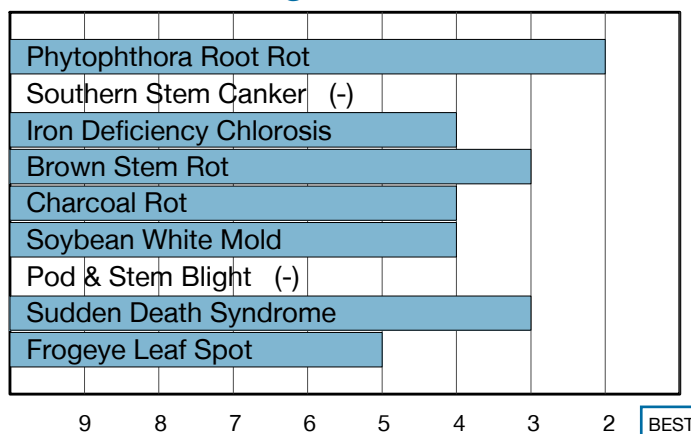 Phytophthora Root Rot
Southern Stem Canker (-)
Iron Deficiency Chlorosis
Brown Stem Rot
Charcoal Rot
Soybean White Mold
Pod & Stem Blight (-)
Sudden Death Syndrome
Frogeye Leaf Spot
9 8 7 6 5 4 3 2 BEST